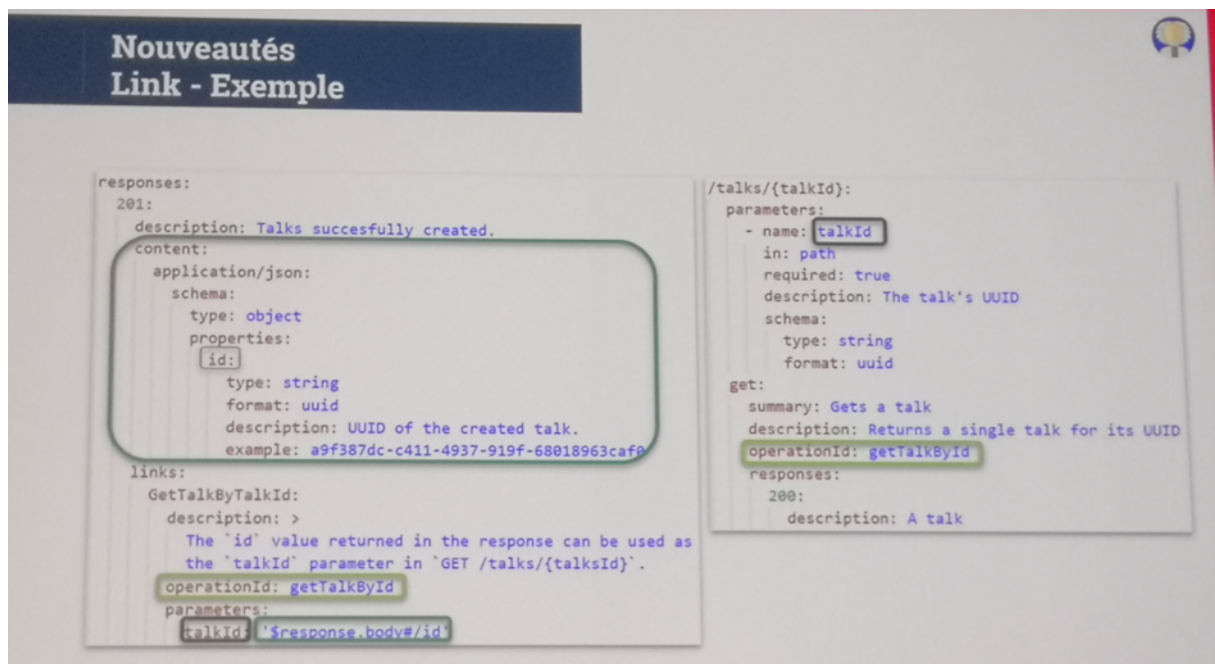 Nouveautés
Link - Exemple
responses:
201:
description: Talks succesfully created.
content:
application/json:
schema:
type: object
properties:
id:
type: string
format: uuid
description: UUID of the created talk.
example: a9f387dc-c411-4937-919f-68018963caf0
links:
GetTalkByTalkId:
description: >
The `id` value returned in the response can be used as
the `talkId` parameter in `GET /talks/{talksId}`.
operationId: getTalkById
parameters:
talkId: '$response.body#/id'
/talks/{talkId}:
parameters:
- name: talkId
in: path
required: true
description: The talk's UUID
schema:
type: string
format: uuid
get:
summary: Gets a talk
description: Returns a single talk for its UUID
operationId: getTalkById
responses:
200:
description: A talk